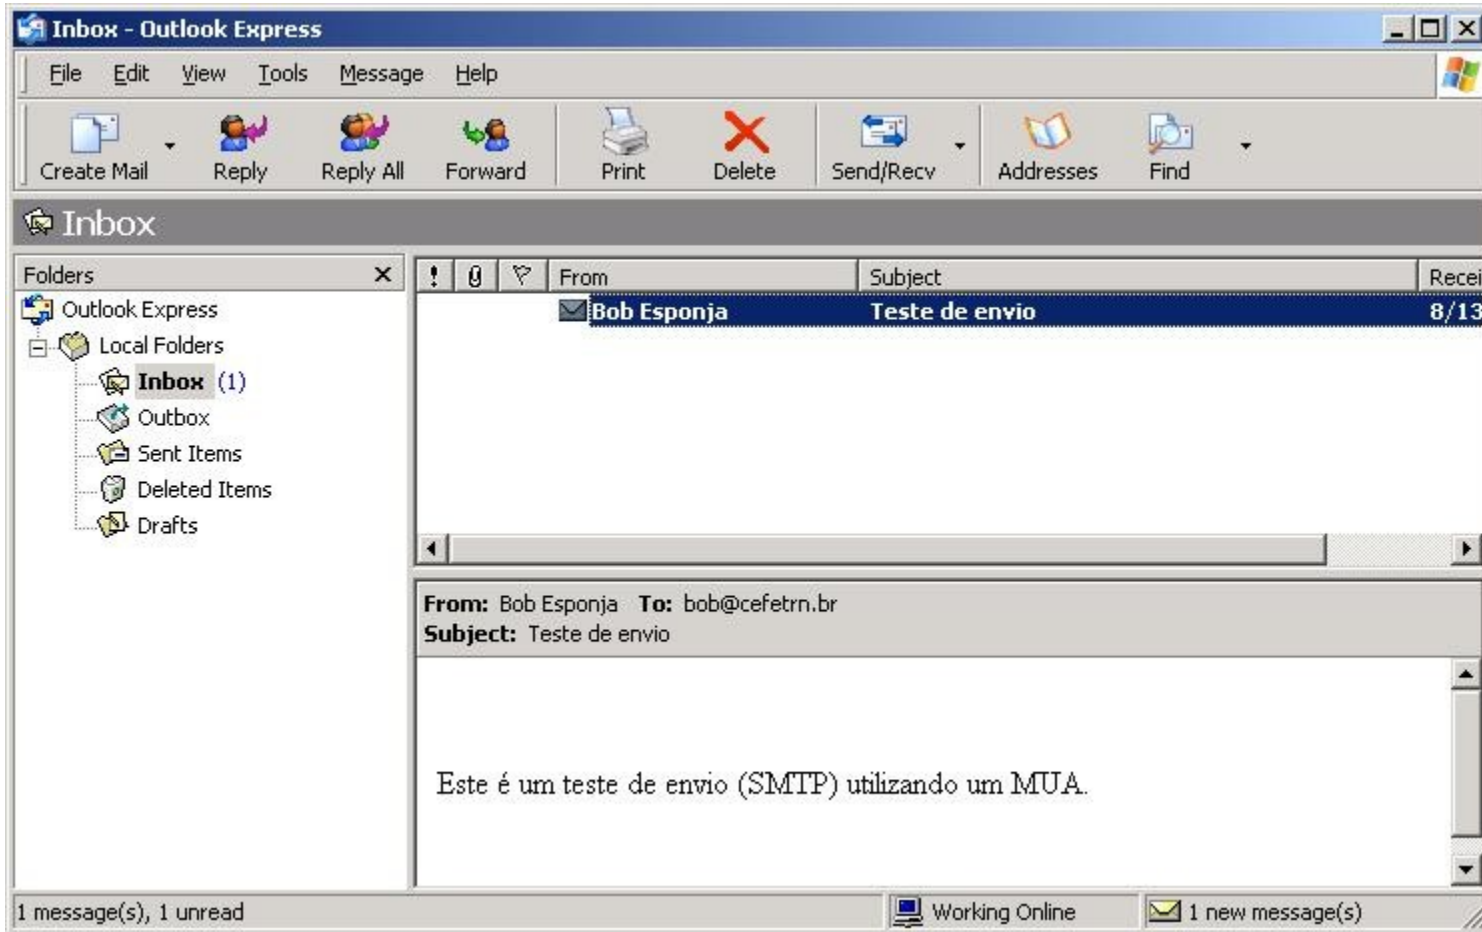 Inbox - Outlook Express
File Edit View Tools Message Help
Create Mail Reply Reply All Forward Print Delete Send/Recv Addresses Find
Inbox
Folders
! From Subject Recei
Outlook Express
Bob Esponja Teste de envio 8/13
Local Folders
Inbox (1)
Outbox
Sent Items
Deleted Items
Drafts
From: Bob Esponja To: bob@cefetrn.br
Subject: Teste de envio
Este é um teste de envio (SMTP) utilizando um MUA.
1 message(s), 1 unread Working Online 1 new message(s)